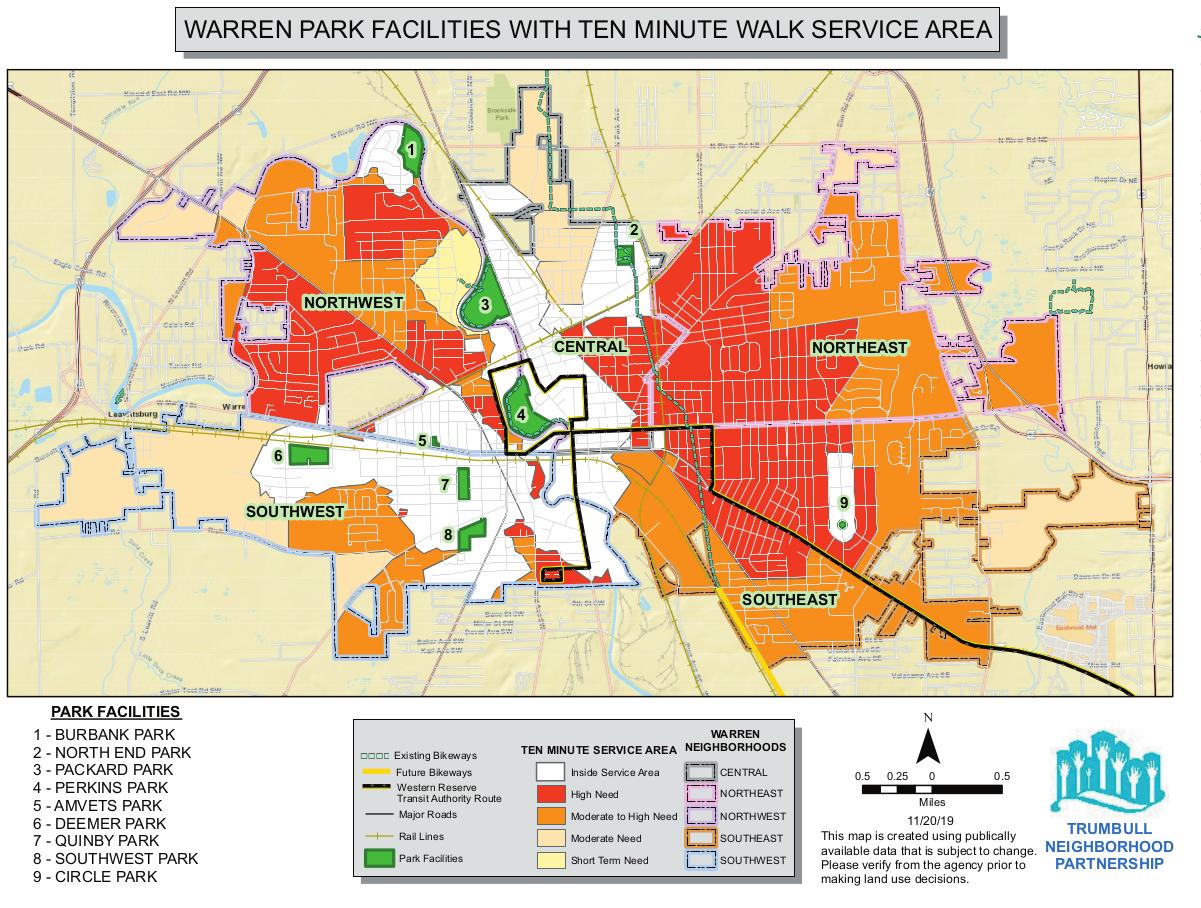 WARREN PARK FACILITIES WITH TEN MINUTE WALK SERVICE AREA
Brookside
Park
1
2
3
NORTHWEST
CENTRAL
NORTHEAST
4
Leavittsburg
5
6
7
SOUTHWEST
8
9
SOUTHEAST
Eastwood Mall
PARK FACILITIES
1 - BURBANK PARK
2 - NORTH END PARK
3 - PACKARD PARK
4 - PERKINS PARK
5 - AMVETS PARK
6 - DEEMER PARK
7 - QUINBY PARK
8 - SOUTHWEST PARK
9 - CIRCLE PARK
Existing Bikeways
Future Bikeways
Western Reserve
Transit Authority Route
Major Roads
Rail Lines
Park Facilities
TEN MINUTE SERVICE AREA
Inside Service Area
High Need
Moderate to High Need
Moderate Need
Short Term Need
WARREN
NEIGHBORHOODS
CENTRAL
NORTHEAST
NORTHWEST
SOUTHEAST
SOUTHWEST
N
0.5 0.25 0 0.5
Miles
11/20/19
This map is created using publically
available data that is subject to change.
Please verify from the agency prior to
making land use decisions.
TRUMBULL
NEIGHBORHOOD
PARTNERSHIP